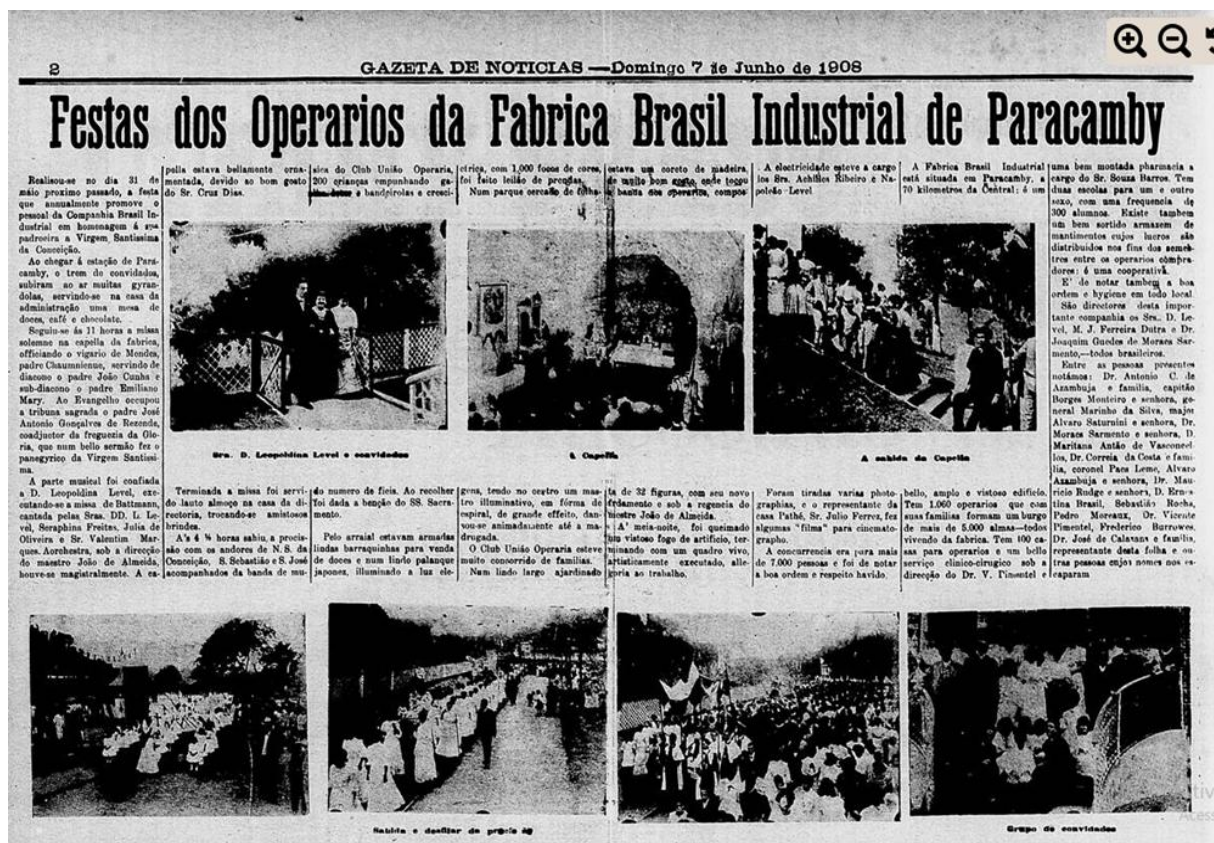 2
GAZETA DE NOTICIAS — Domingo 7 de Junho de 1908
Festas dos Operarios da Fabrica Brasil Industrial de Paracamby
Realisou-se no dia 31 de
maio proximo passado, a festa
que annualmente promove o
pessoal da Companhia Brasil In-
dustrial em homenagem á sua
padroeira a Virgem Santissima
da Conceição.
Ao chegar á estação de Para-
camby, o trem do convidados,
subiram ao ar muitas gyran-
dolas, servindo-se na casa da
administração uma mesa de
doces, café e chocolate.
Seguiu-se ás 11 horas a missa
solemne na capella da fabrica,
officiando o vigario de Mendes,
padre Chaumnienne, servindo de
diacono o padre João Cunha e
sub-diacono o padre Emiliano
Mary. Ao Evangelho occupou
a tribuna sagrada o padre José
Antonio Gonçalves de Rezende,
coadjuctor da freguezia da Glo-
ria, que num bello sermão fez o
panegyrico da Virgem Santissi-
ma.
A parte musical foi confiada
a D. Leopoldina Level, exe-
cutando-se a missa de Battmann,
cantada pelas Sras. DD. L. Le-
vel, Seraphina Freitas, Julia de
Oliveira e Sr. Valentim Mar-
ques. Aorchestra, sob a direcção
do maestro João de Almeida,
houve-se magistralmente. A ca-
pella estava bellamente orna-
mentada, devido ao bom gosto
do Sr. Cruz Dias.
Terminada a missa foi servi-
do lauto almoço na casa da di-
rectoria, trocando-se amistosos
brindes.
A's 4 ½ horas sahiu, a procis-
são com os andores de N. S. da
Conceição, S. Sebastião e S. José
acompanhados da banda de mu-
sica do Club União Operaria,
200 crianças empunhando ga-
e bandeirolas e cresci-
do numero de fieis. Ao recolher
foi dada a benção do SS. Sacra-
mento.
Pelo arraial estavam armadas
lindas barraquinhas para venda
de doces e num lindo palanque
japonez, illuminado a luz ele-
ctrica, com 1,000 focos de cores,
foi feito leilão de prendas.
Num parque cercado de folha-
gens, tendo no centro um mas-
tro illuminativo, em fórma de
espiral, de grande effeito, dan-
sou-se animadamente até a ma-
drugada.
O Club União Operaria esteve
muito concorrido de familias.
Num lindo largo ajardinado
estava um coreto de madeira,
de muito bom gosto, onde tocou
a banda dos operarios, compos-
ta de 32 figuras, com seu novo
fardamento e sob a regencia do
maestro João de Almeida.
A' meia-noite, foi queimado
um vistoso fogo de artificio, ter-
minando com um quadro vivo,
artisticamente executado, alle-
goria ao trabalho.
A electricidade esteve a cargo
los Srs. Achilles Ribeiro e Na-
poleão Level
Foram tiradas varias photo-
graphias, e o representante da
casa Pathé, Sr. Julio Ferrez, fez
algumas "films" para cinemato-
grapho.
A concurrencia era para mais
de 7.000 pessoas e foi de notar
a boa ordem e respeito havido.
A Fabrica Brasil Industrial
está situada em Paracamby, a
70 kilometros da Central: é um
bello, amplo e vistoso edificio.
Tem 1.060 operarios que com
suas familias formam um burgo
de mais de 5.000 almas—todos
vivendo da fabrica. Tem 100 ca-
sas para operarios e um bello
serviço clinico-cirugico sob a
direcção do Dr. V. Pimentel e
uma bem montada pharmacia a
cargo do Sr. Souza Barros. Tem
duas escolas para um e outro
sexo, com uma frequencia de
300 alumnos. Existe tambem
um bem sortido armazem de
mantimentos cujos lucros são
distribuidos nos fins dos semes-
tres entre os operarios compra-
dores: é uma cooperativa.
E' de notar tambem a boa
ordem e hygiene em todo local.
São directores desta impor-
tante companhia os Srs. D. Le-
vel, M. J. Ferreira Dutra e Dr.
Joaquim Guedes de Moraes Sar-
mento,—todos brasileiros.
Entre as pessoas presentes
notámos: Dr. Antonio C. de
Azambuja e familia, capitão
Borges Monteiro e senhora, ge-
neral Marinho da Silva, major
Alvaro Saturnini e senhora, Dr.
Moraes Sarmento e senhora, D.
Maritana Antão de Vasconcel-
los, Dr. Correia da Costa e fami-
lia, coronel Paes Leme, Alvaro
Azambuja e senhora, Dr. Mau-
ricio Rudge e senhora, D. Ernes-
tina Brasil, Sebastião Rocha,
Pedro Moreaux, Dr. Vicente
Pimentel, Frederico Burrowes,
Dr. José de Calavans e familia,
representante desta folha e ou-
tras pessoas cujos nomes nos es-
caparam
Sra. D. Leopoldina Level e convidados
A Capella
A sahida da Capella
Sahida e desfilar da
Grupo de convidados